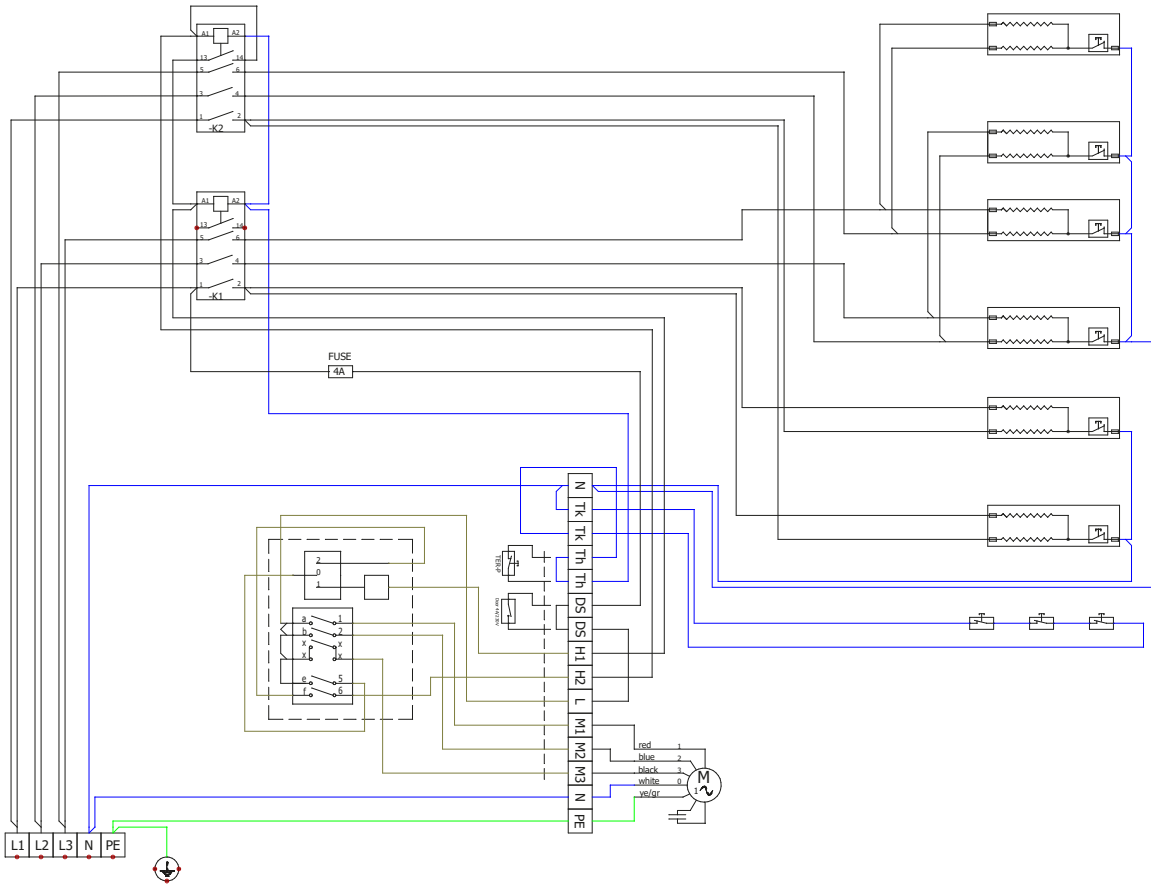 A1 A2
13 14
5 6
3 4
1 2
-K2
A1 A2
13 14
5 6
3 4
1 2
-K1
FUSE
4A
N
Tk
Tk
Th
Th
DS
DS
H1
H2
L
M1
M2
M3
N
PE
TER-P
2
0
1
a 1
b 2
x x
x x
e 5
f 6
red 1
blue 2
black 3
white 0
ye/gr
M
1
L1 L2 L3 N PE